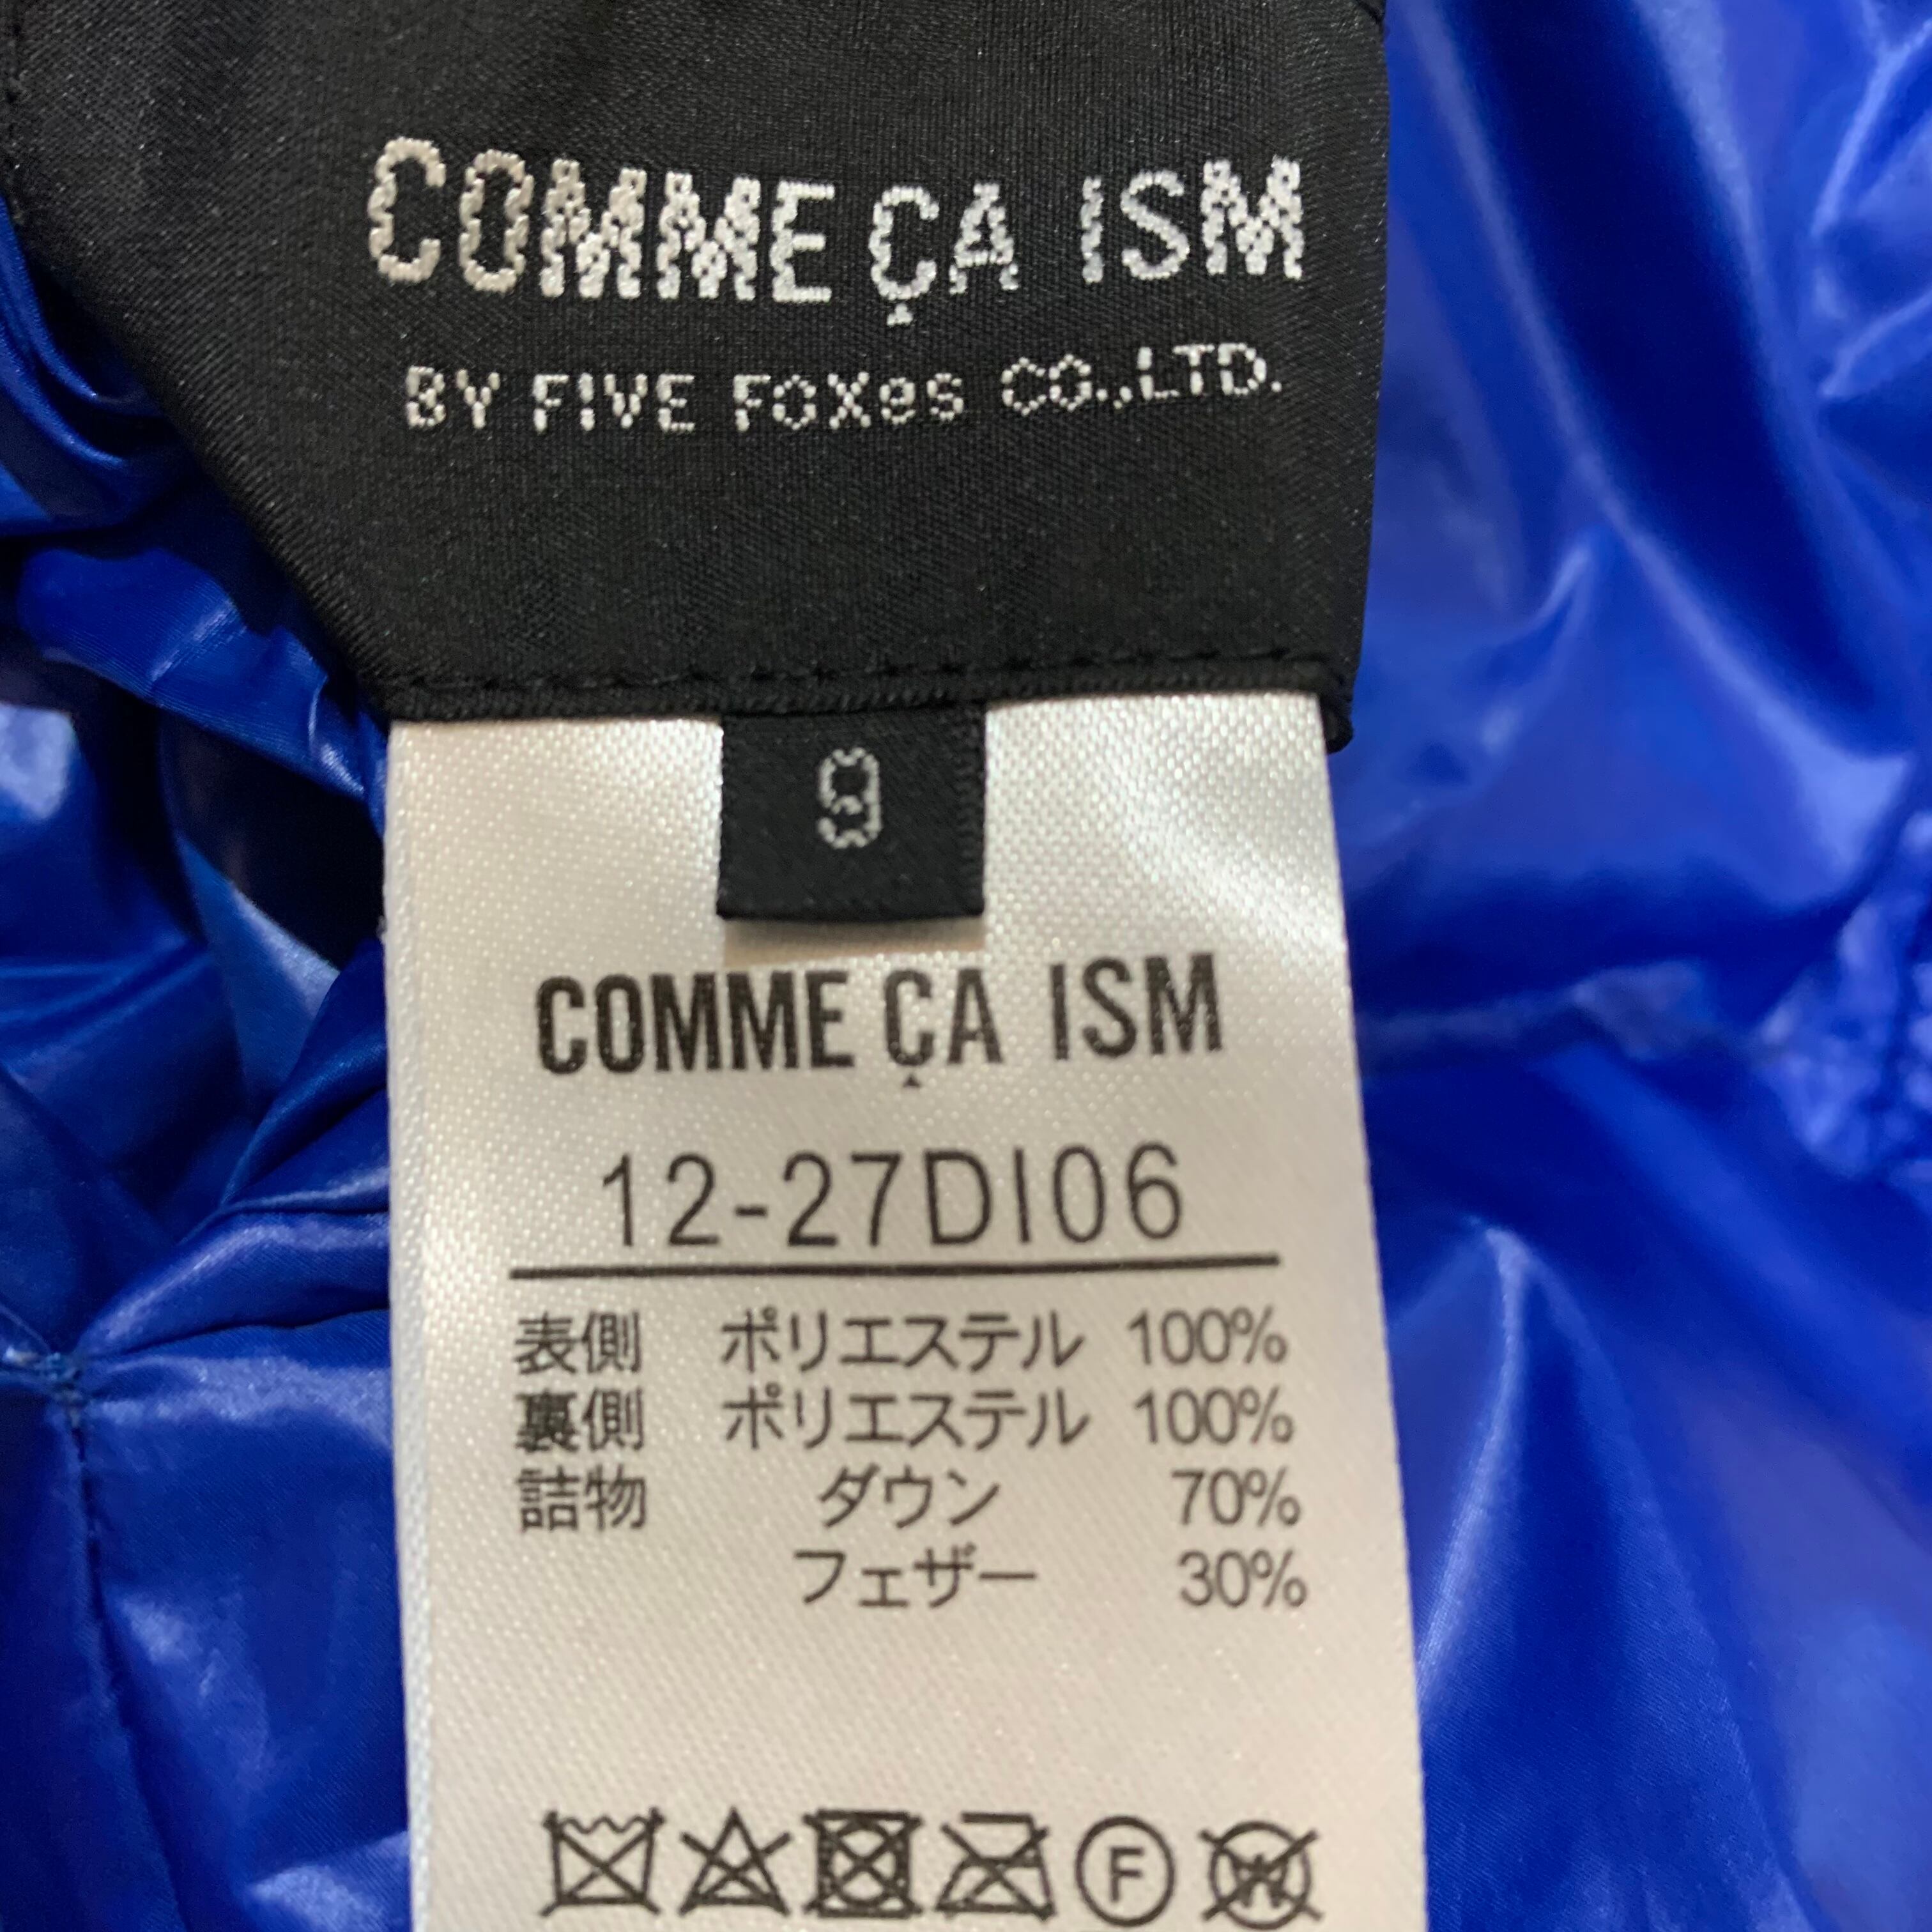 COMME ÇA ISM
BY FIVE FOXes CO.,LTD.
9
COMME ÇA ISM
12-27DI06
表側 ポリエステル 100%
裏側 ポリエステル 100%
詰物 ダウン 70%
フェザー 30%
F W